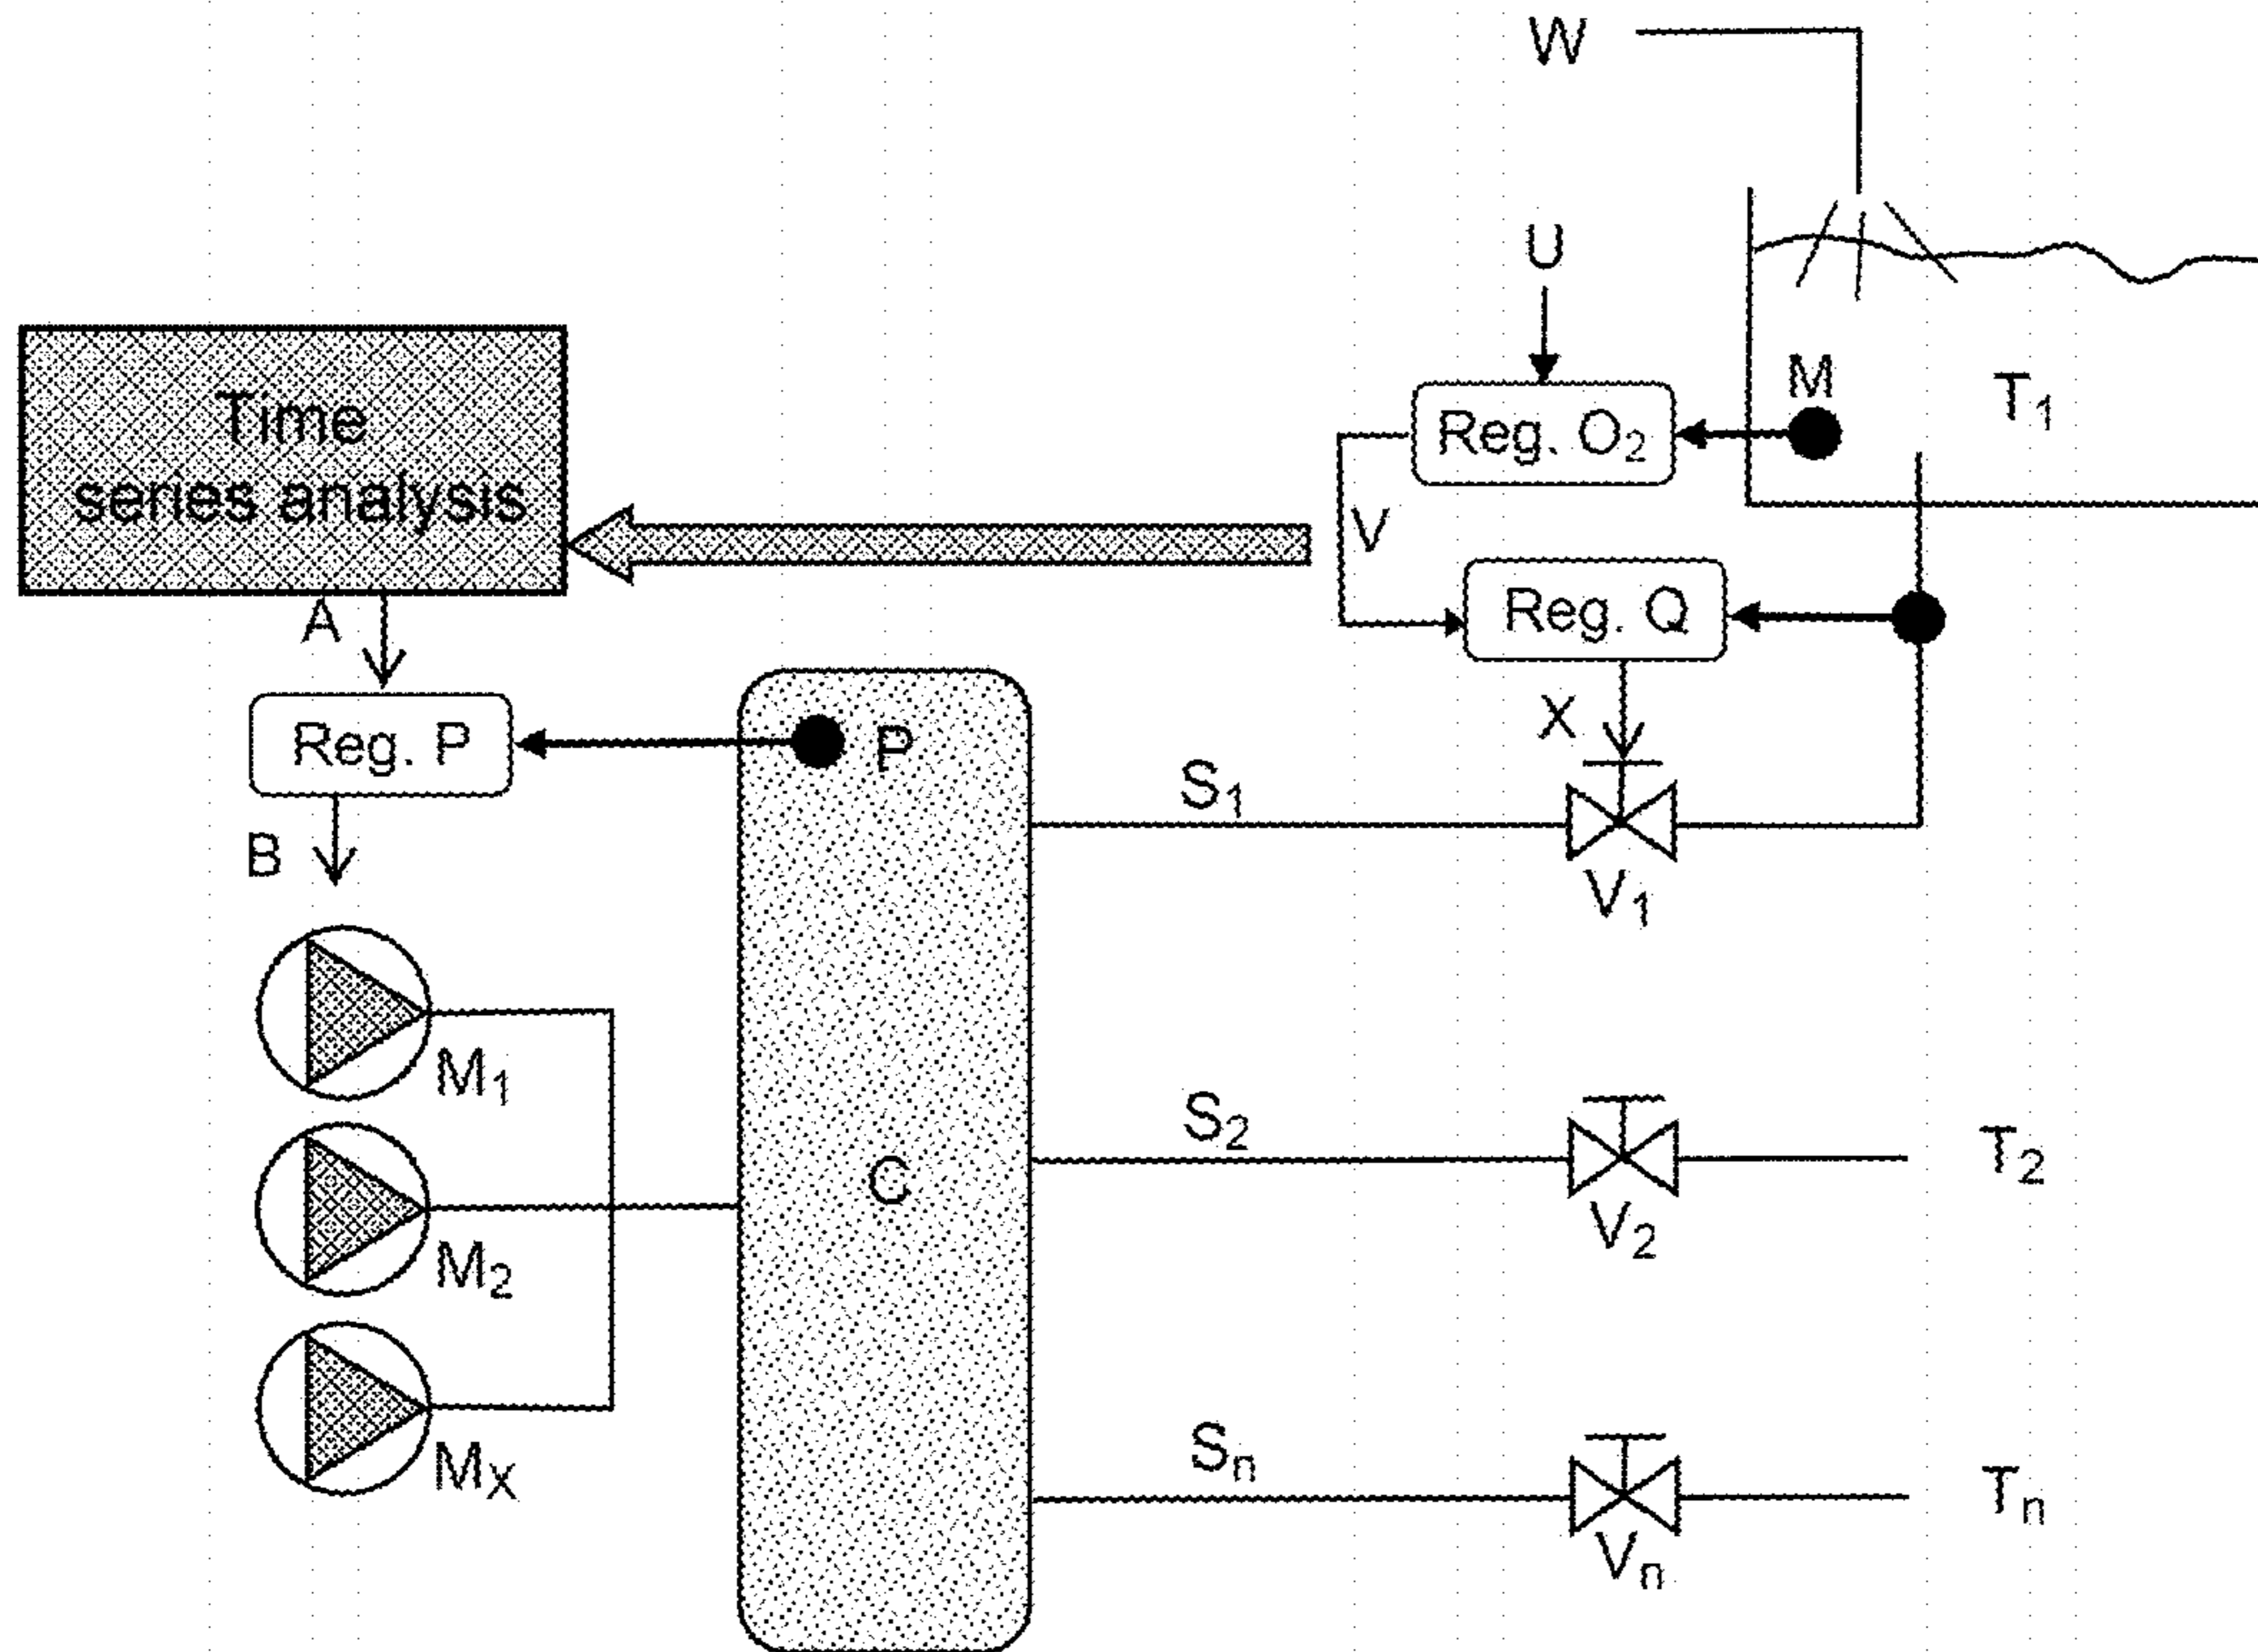 W
U
M
T₁
Reg. O₂
Time
series analysis
V
Reg. Q
A
X
Reg. P
P
S₁
V₁
B
M₁
S₂
T₂
C
V₂
M₂
Sₙ
Tₙ
Mₓ
Vₙ